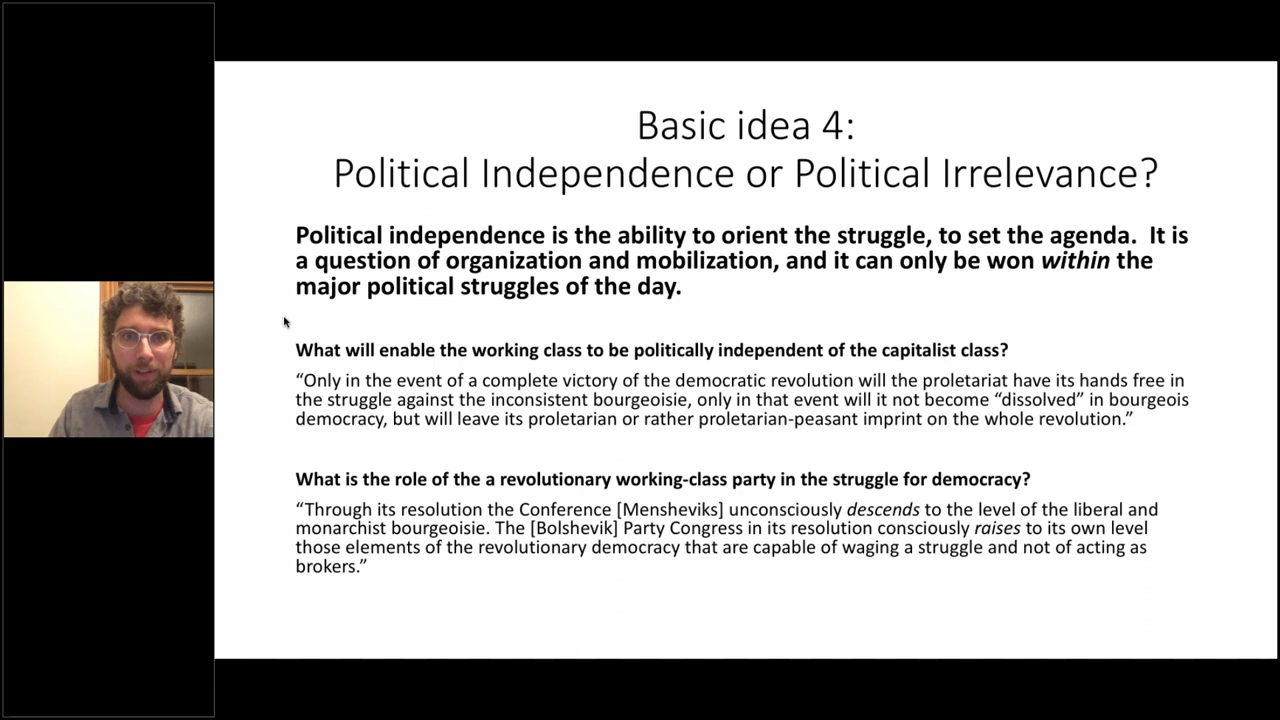 Basic idea 4:
Political Independence or Political Irrelevance?
Political independence is the ability to orient the struggle, to set the agenda.  It is
a question of organization and mobilization, and it can only be won within the
major political struggles of the day.
What will enable the working class to be politically independent of the capitalist class?
“Only in the event of a complete victory of the democratic revolution will the proletariat have its hands free in
the struggle against the inconsistent bourgeoisie, only in that event will it not become “dissolved” in bourgeois
democracy, but will leave its proletarian or rather proletarian-peasant imprint on the whole revolution.”
What is the role of the a revolutionary working-class party in the struggle for democracy?
“Through its resolution the Conference [Mensheviks] unconsciously descends to the level of the liberal and
monarchist bourgeoisie. The [Bolshevik] Party Congress in its resolution consciously raises to its own level
those elements of the revolutionary democracy that are capable of waging a struggle and not of acting as
brokers.”